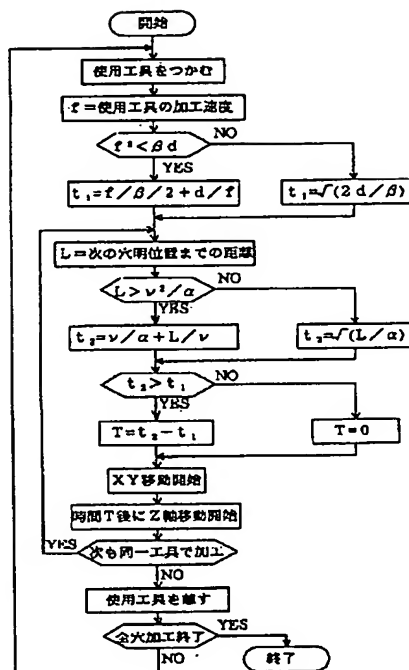 開始
使用工具をつかむ
f=使用工具の加工速度
f²<βd
NO
YES
t₁=f/β/2+d/f
t₁=√(2d/β)
L=次の穴明位置までの距離
L>ν²/α
NO
YES
t₂=ν/α+L/ν
t₂=√(L/α)
t₂>t₁
NO
YES
T=t₂-t₁
T=0
XY移動開始
時間T後にZ軸移動開始
YES
次も同一工具で加工
NO
使用工具を離す
全穴加工終了
YES
NO
終了